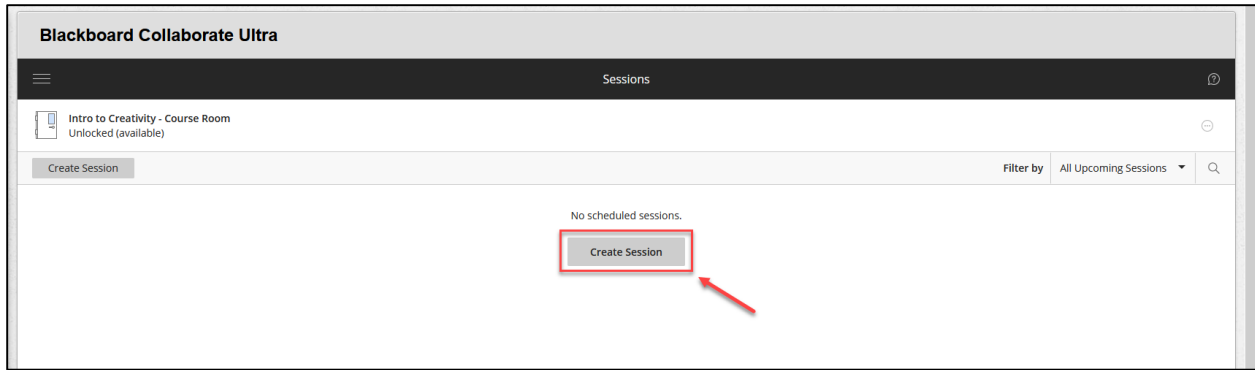 Blackboard Collaborate Ultra
Sessions
Intro to Creativity - Course Room
Unlocked (available)
Create Session
Filter by
All Upcoming Sessions
No scheduled sessions.
Create Session